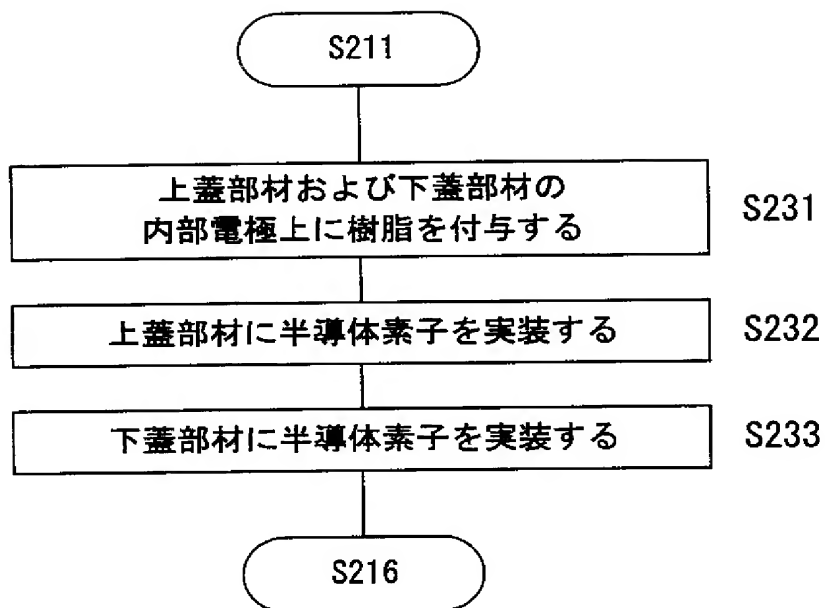 S211
上蓋部材および下蓋部材の
内部電極上に樹脂を付与する
S231
上蓋部材に半導体素子を実装する
S232
下蓋部材に半導体素子を実装する
S233
S216